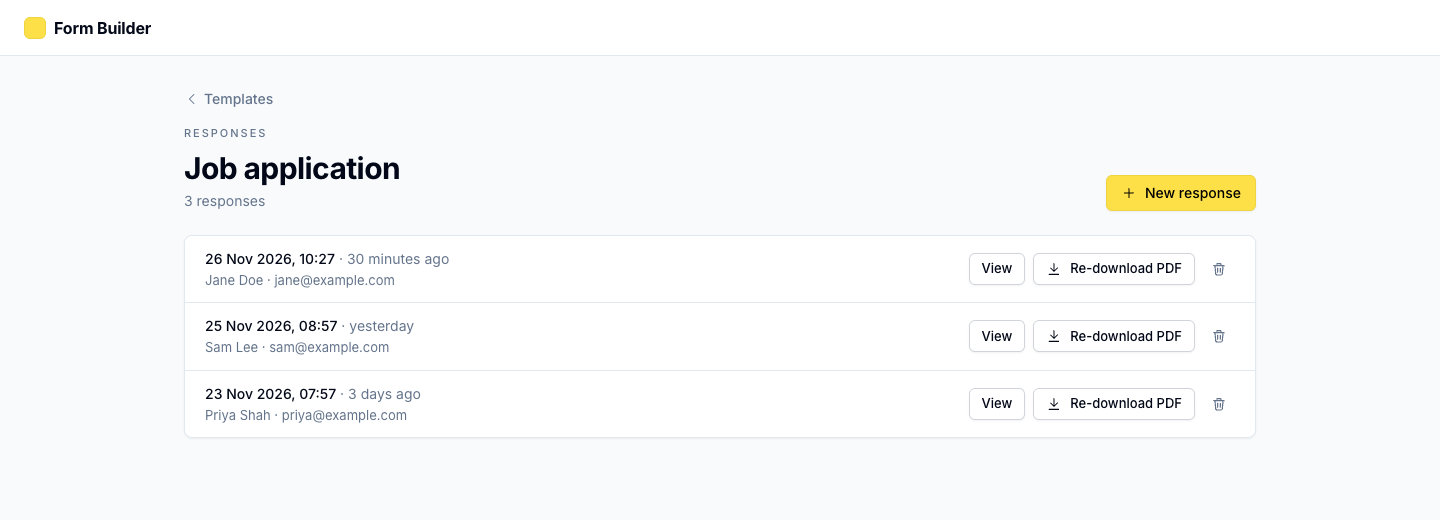 Form Builder
Templates
RESPONSES
Job application
3 responses
New response
26 Nov 2026, 10:27 · 30 minutes ago
Jane Doe · jane@example.com
View
Re-download PDF
25 Nov 2026, 08:57 · yesterday
Sam Lee · sam@example.com
View
Re-download PDF
23 Nov 2026, 07:57 · 3 days ago
Priya Shah · priya@example.com
View
Re-download PDF